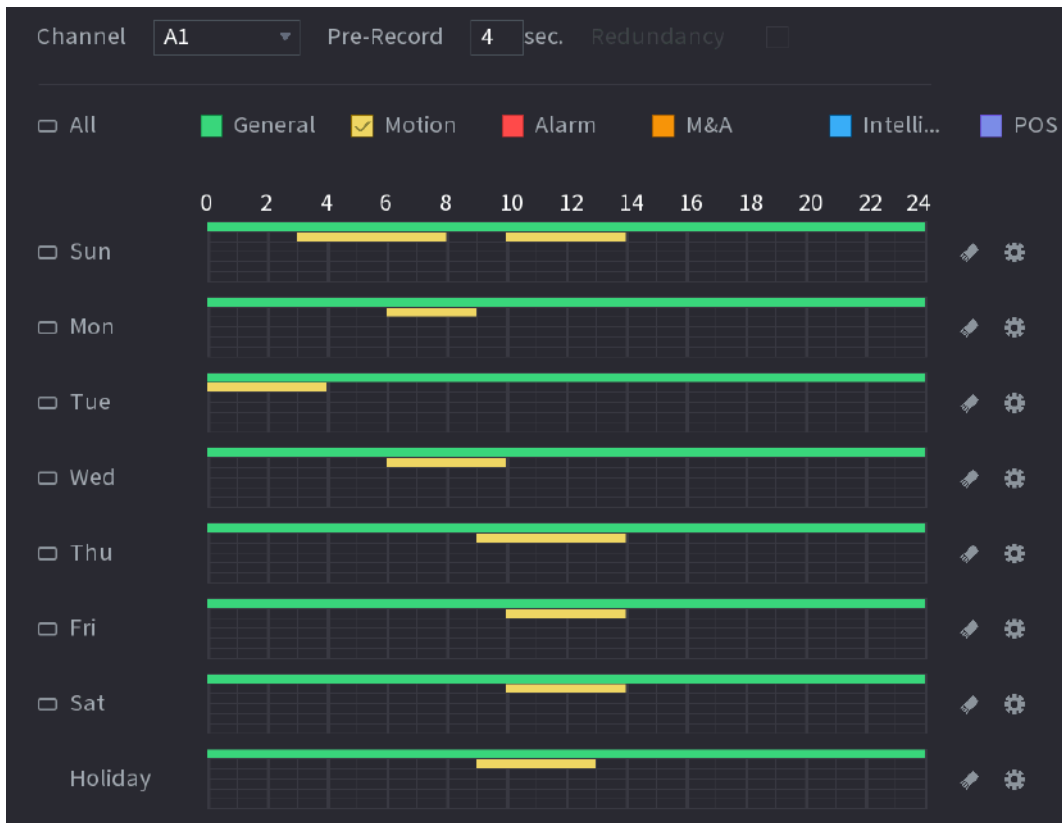 Channel A1 Pre-Record 4 sec. Redundancy
All General Motion Alarm M&A Intelli... POS
0 2 4 6 8 10 12 14 16 18 20 22 24
Sun
Mon
Tue
Wed
Thu
Fri
Sat
Holiday